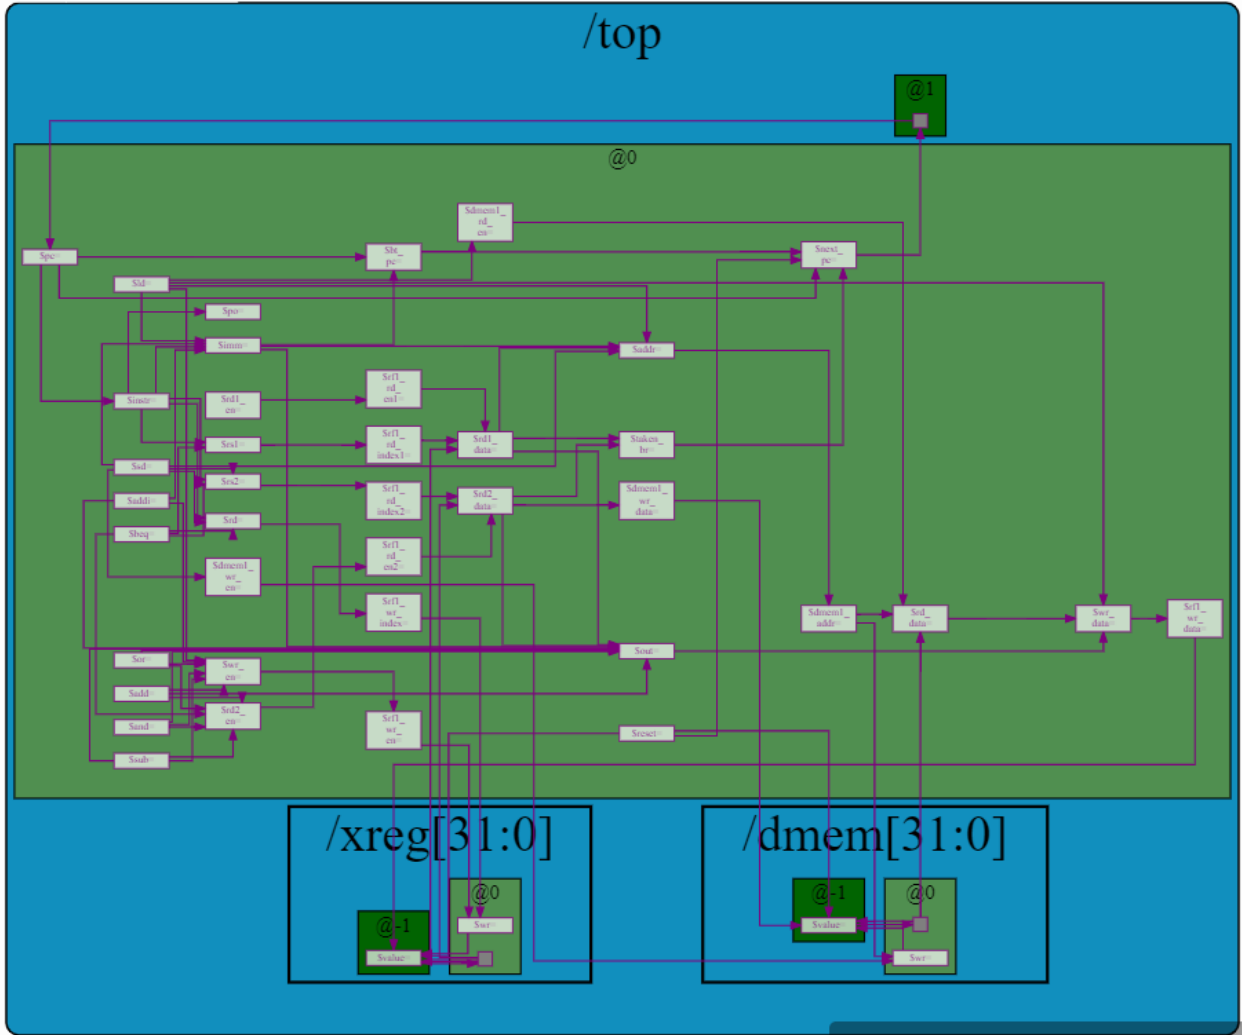 /top
@1
@0
$dmem1_
rd_
en=
$pc=
$br_
pc=
$next_
pc=
$ld=
$imm=
$addr=
$rf1_
rd_
en1=
$instr=
$rd1_
en=
$rs1=
$rf1_
rd_
index1=
$rd1_
data=
$taken_
br=
$sd=
$rs2=
$addi=
$rf1_
rd_
index2=
$rd2_
data=
$dmem1_
wr_
data=
$rd=
$beq=
$rf1_
rd_
en2=
$dmem1_
wr_
en=
$rf1_
wr_
index=
$dmem1_
addr=
$rd_
data=
$wr_
data=
$rf1_
wr_
data=
$out=
$or=
$wr_
en=
$add=
$rd2_
en=
$and=
$rf1_
wr_
en=
$reset=
$sub=
/xreg[31:0]
/dmem[31:0]
@0
@-1
@0
@-1
$wr=
$value=
$value=
$wr=